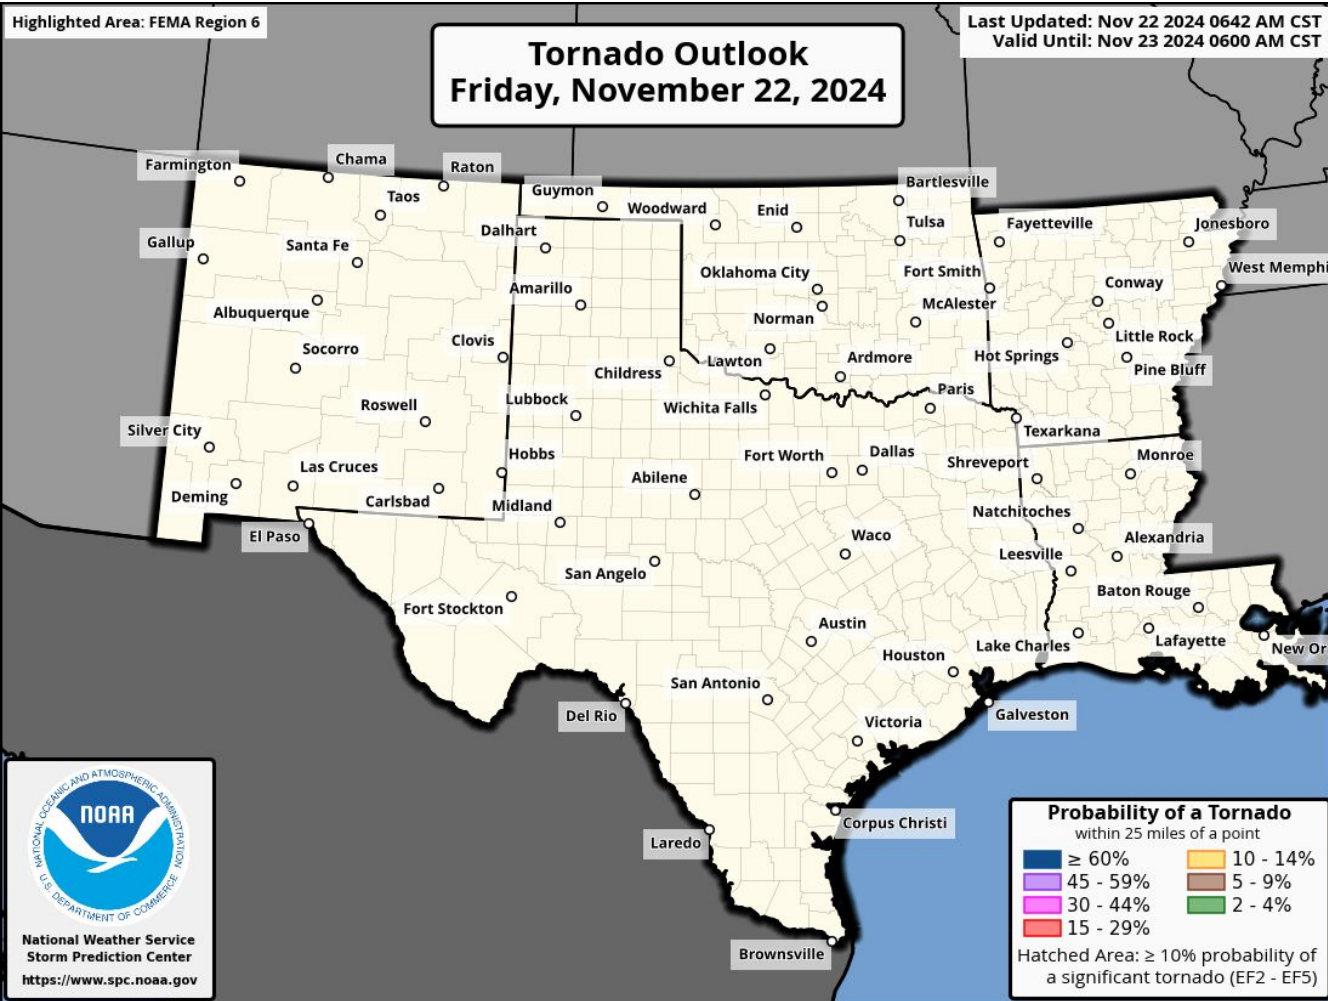 Highlighted Area: FEMA Region 6
Last Updated: Nov 22 2024 0642 AM CST
Valid Until: Nov 23 2024 0600 AM CST
Tornado Outlook
Friday, November 22, 2024
Farmington
Chama
Raton
Taos
Guymon
Woodward
Enid
Bartlesville
Tulsa
Fayetteville
Jonesboro
Gallup
Santa Fe
Dalhart
Oklahoma City
Fort Smith
West Memphi
Amarillo
Conway
McAlester
Albuquerque
Norman
Little Rock
Socorro
Clovis
Childress
Lawton
Ardmore
Hot Springs
Pine Bluff
Roswell
Lubbock
Wichita Falls
Paris
Texarkana
Silver City
Las Cruces
Hobbs
Abilene
Fort Worth
Dallas
Shreveport
Monroe
Deming
Carlsbad
Midland
Natchitoches
El Paso
Waco
Leesville
Alexandria
San Angelo
Fort Stockton
Baton Rouge
Austin
Lake Charles
Lafayette
New Or
Houston
San Antonio
Del Rio
Victoria
Galveston
Corpus Christi
Laredo
Brownsville
NATIONAL OCEANIC AND ATMOSPHERIC ADMINISTRATION
NOAA
U.S. DEPARTMENT OF COMMERCE
National Weather Service
Storm Prediction Center
https://www.spc.noaa.gov
Probability of a Tornado
within 25 miles of a point
≥ 60%
45 - 59%
30 - 44%
15 - 29%
10 - 14%
5 - 9%
2 - 4%
Hatched Area: ≥ 10% probability of
a significant tornado (EF2 - EF5)